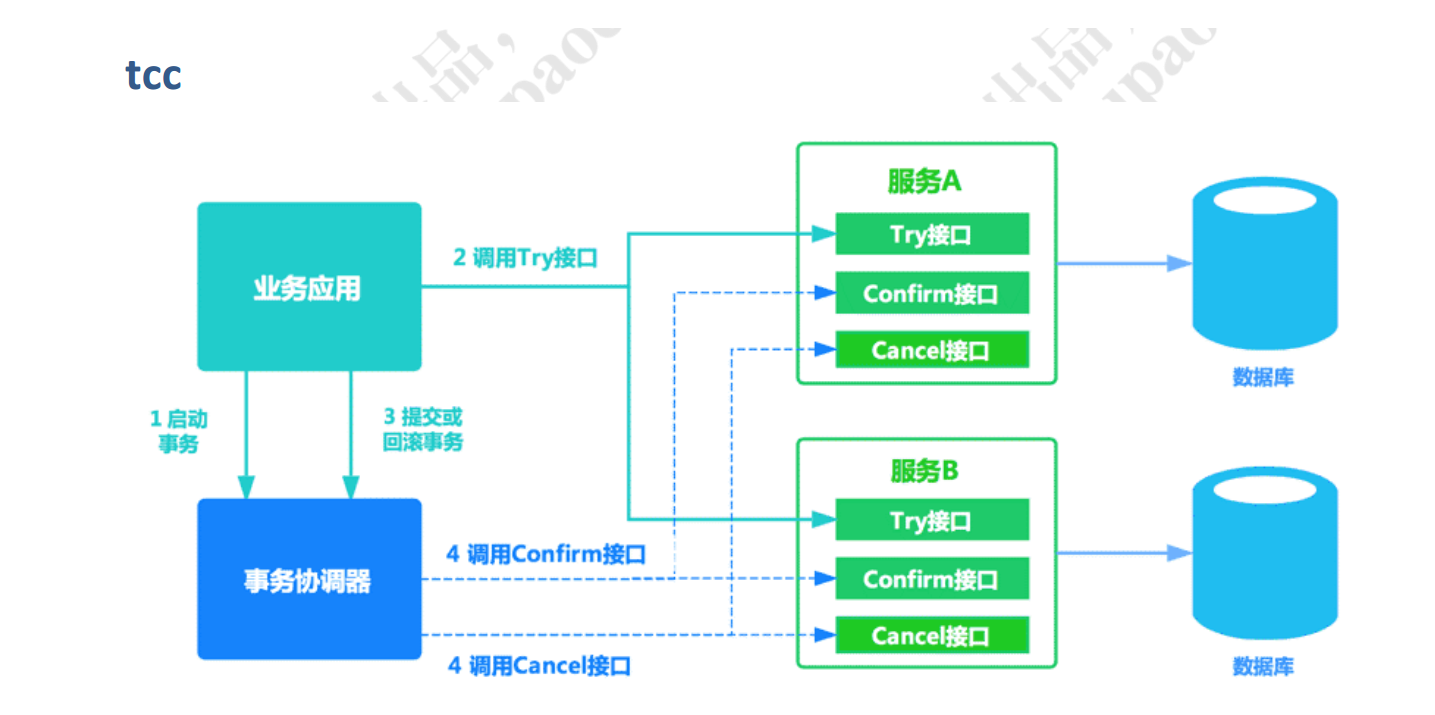 tcc
出品,
服务A
Try接口
2 调用Try接口
业务应用
Confirm接口
Cancel接口
数据库
1 启动
事务
3 提交或
回滚事务
服务B
Try接口
4 调用Confirm接口
事务协调器
Confirm接口
Cancel接口
4 调用Cancel接口
数据库